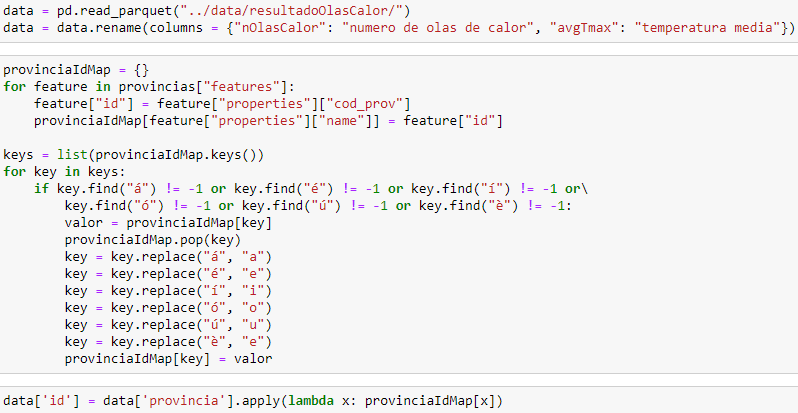 data = pd.read_parquet("../data/resultadoOlasCalor/")
data = data.rename(columns = {"nOlasCalor": "numero de olas de calor", "avgTmax": "temperatura media"})
provinciaIdMap = {}
for feature in provincias["features"]:
    feature["id"] = feature["properties"]["cod_prov"]
    provinciaIdMap[feature["properties"]["name"]] = feature["id"]
keys = list(provinciaIdMap.keys())
for key in keys:
    if key.find("á") != -1 or key.find("é") != -1 or key.find("í") != -1 or\
        key.find("ó") != -1 or key.find("ú") != -1 or key.find("è") != -1:
        valor = provinciaIdMap[key]
        provinciaIdMap.pop(key)
        key = key.replace("á", "a")
        key = key.replace("é", "e")
        key = key.replace("í", "i")
        key = key.replace("ó", "o")
        key = key.replace("ú", "u")
        key = key.replace("è", "e")
        provinciaIdMap[key] = valor
data['id'] = data['provincia'].apply(lambda x: provinciaIdMap[x])